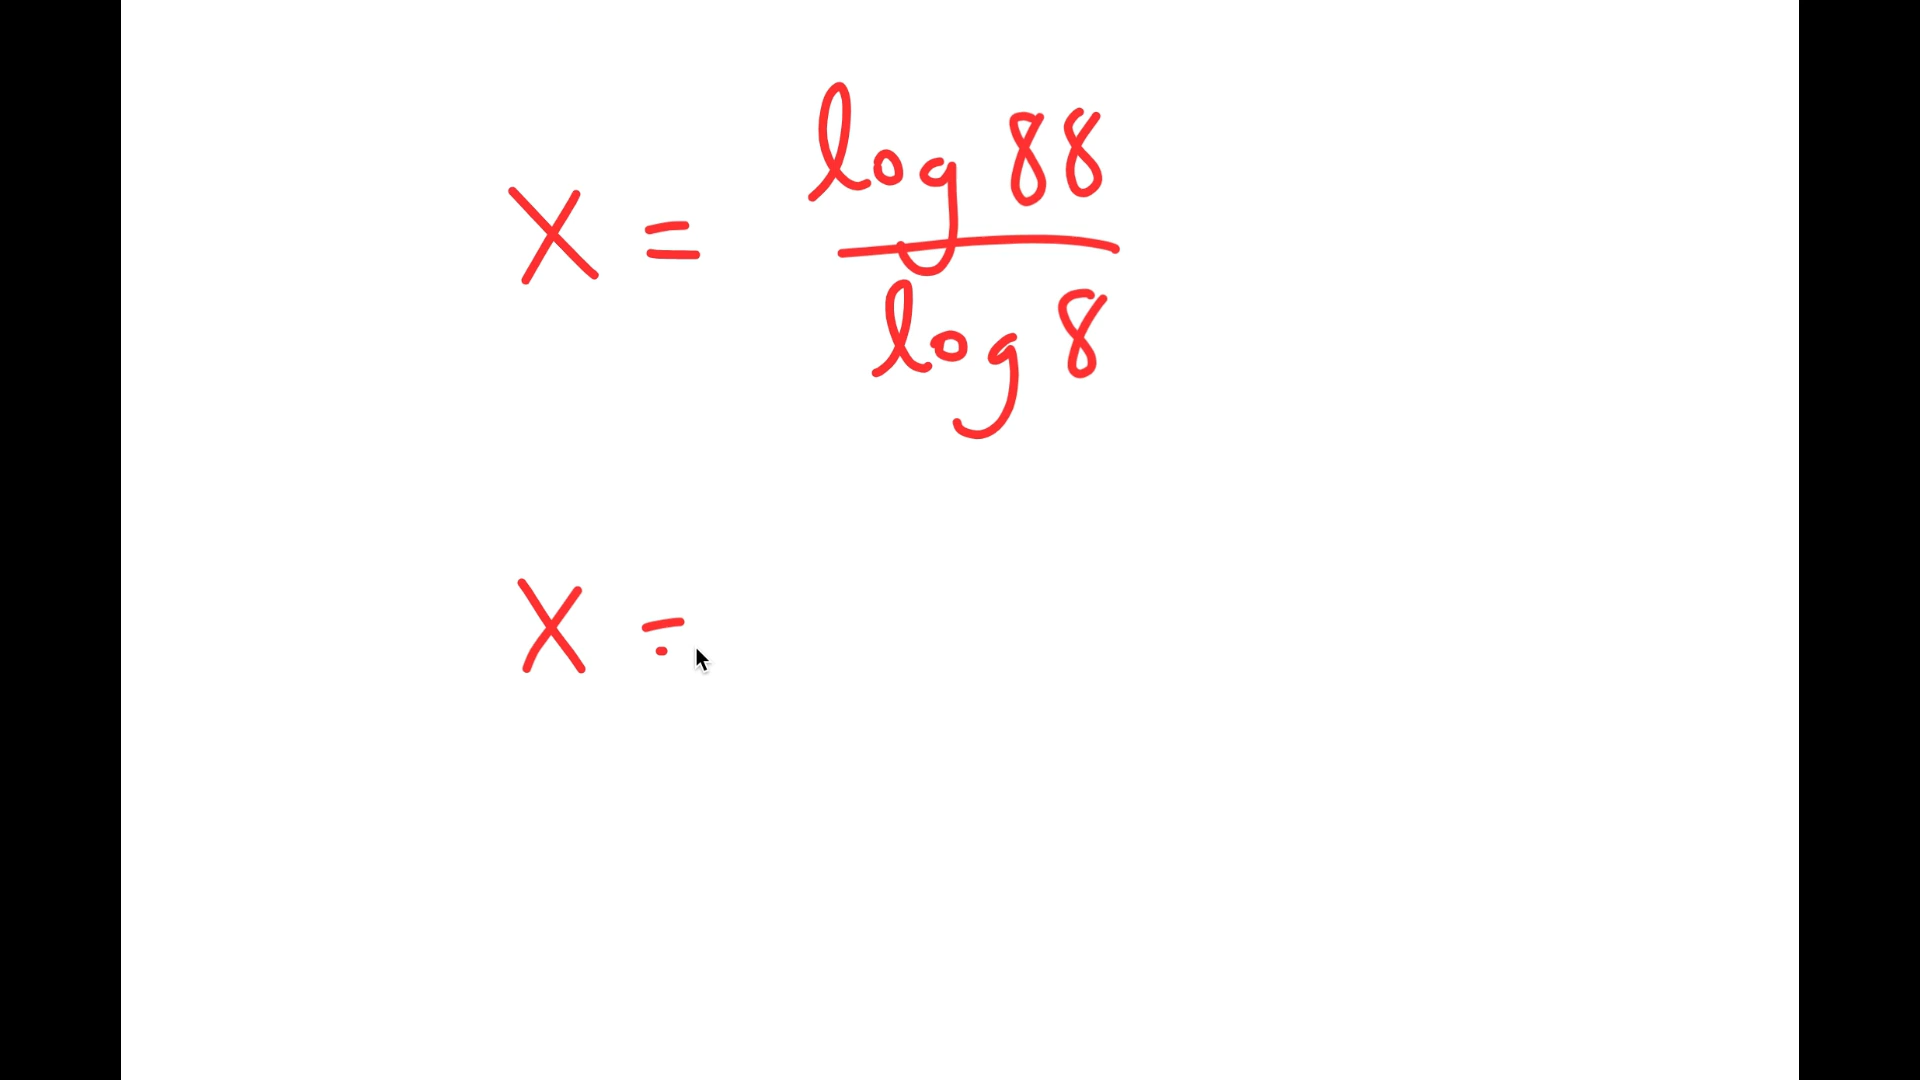 X = log 88 / log 8
X =